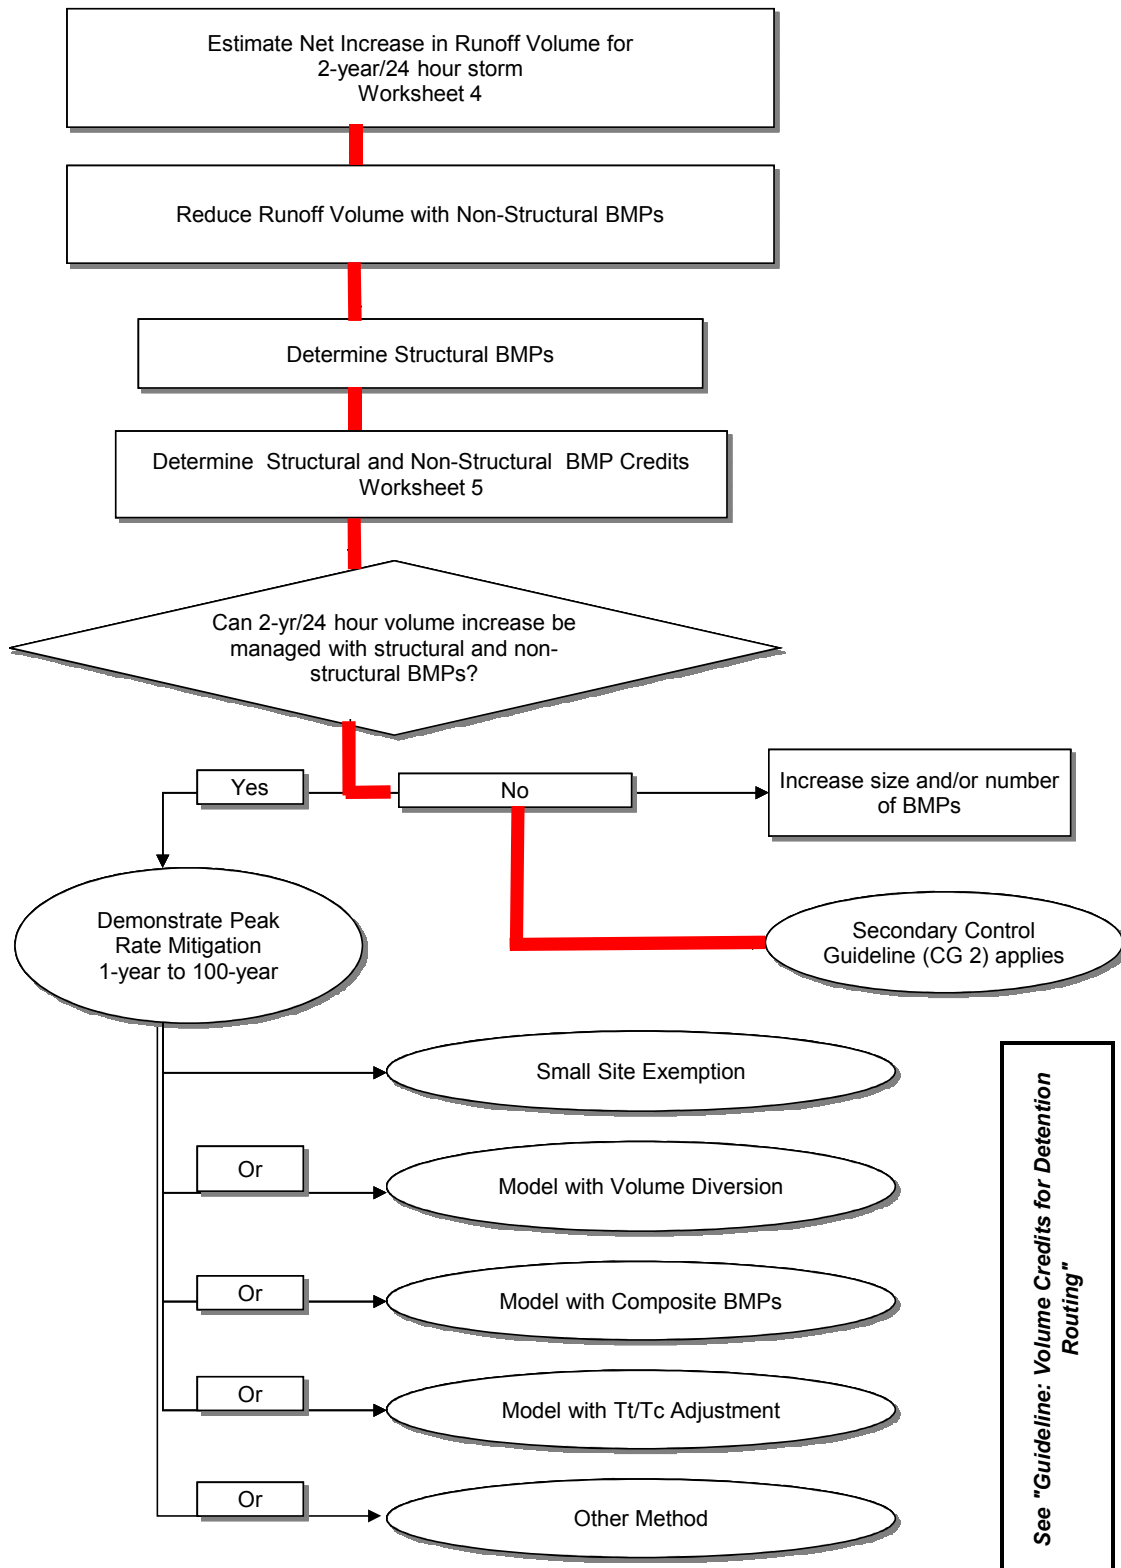 Estimate Net Increase in Runoff Volume for
2-year/24 hour storm
Worksheet 4
Reduce Runoff Volume with Non-Structural BMPs
Determine Structural BMPs
Determine Structural and Non-Structural BMP Credits
Worksheet 5
Can 2-yr/24 hour volume increase be
managed with structural and non-
structural BMPs?
Yes
No
Increase size and/or number
of BMPs
Demonstrate Peak
Rate Mitigation
1-year to 100-year
Secondary Control
Guideline (CG 2) applies
Small Site Exemption
Or
Model with Volume Diversion
Or
Model with Composite BMPs
Or
Model with Tt/Tc Adjustment
Or
Other Method
See "Guideline: Volume Credits for Detention
Routing"